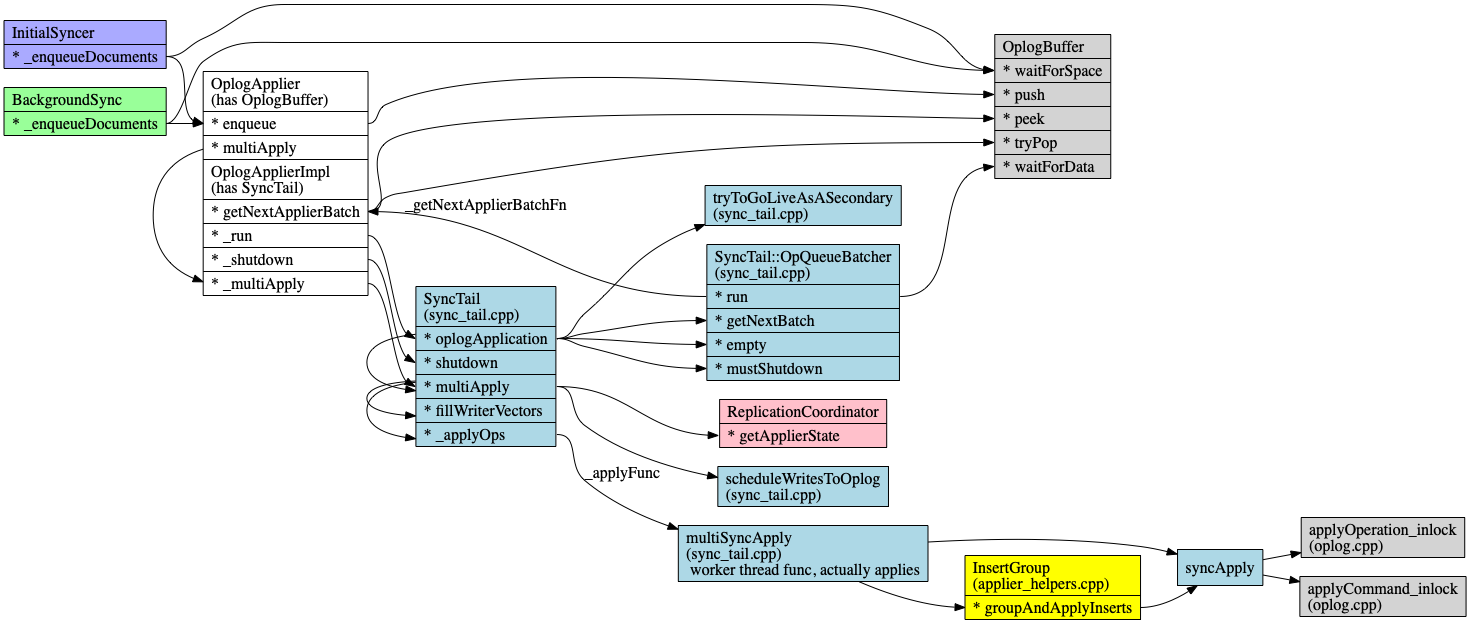 InitialSyncer
* _enqueueDocuments
BackgroundSync
* _enqueueDocuments
OplogApplier
(has OplogBuffer)
* enqueue
* multiApply
OplogApplierImpl
(has SyncTail)
* getNextApplierBatch
* _run
* _shutdown
* _multiApply
_getNextApplierBatchFn
OplogBuffer
* waitForSpace
* push
* peek
* tryPop
* waitForData
SyncTail
(sync_tail.cpp)
* oplogApplication
* shutdown
* multiApply
* fillWriterVectors
* _applyOps
tryToGoLiveAsASecondary
(sync_tail.cpp)
SyncTail::OpQueueBatcher
(sync_tail.cpp)
* run
* getNextBatch
* empty
* mustShutdown
ReplicationCoordinator
* getApplierState
scheduleWritesToOplog
(sync_tail.cpp)
_applyFunc
multiSyncApply
(sync_tail.cpp)
worker thread func, actually applies
InsertGroup
(applier_helpers.cpp)
* groupAndApplyInserts
syncApply
applyOperation_inlock
(oplog.cpp)
applyCommand_inlock
(oplog.cpp)